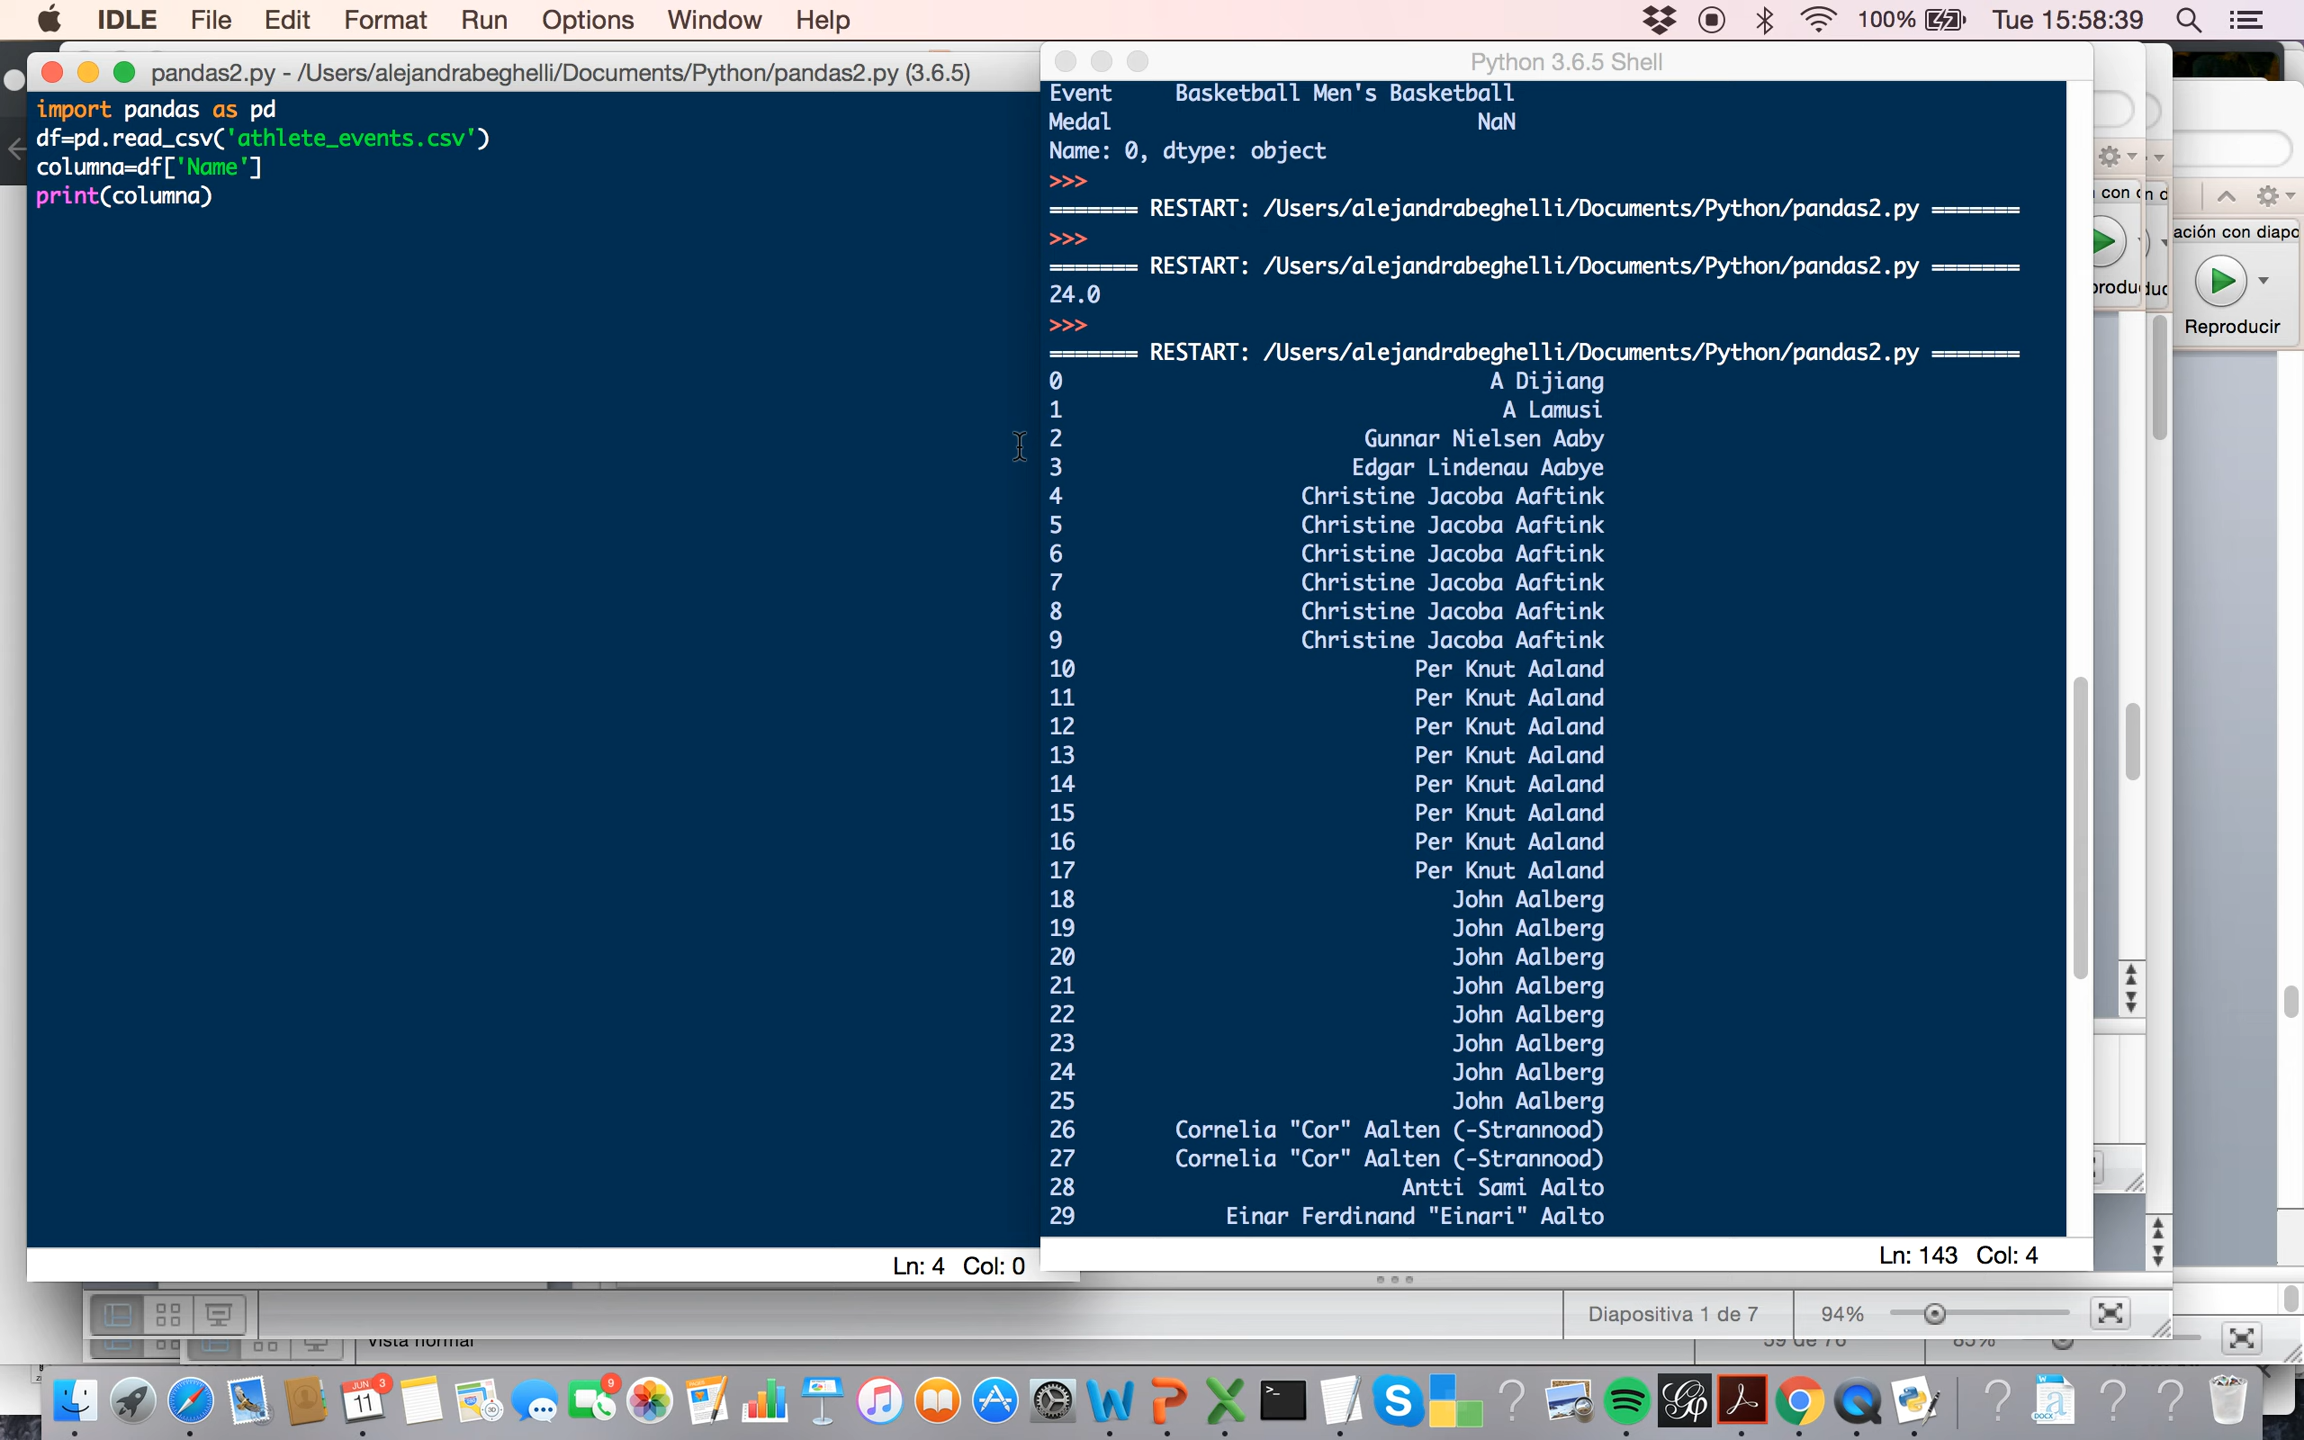 IDLE File Edit Format Run Options Window Help 100% Tue 15:58:39
pandas2.py - /Users/alejandrabeghelli/Documents/Python/pandas2.py (3.6.5)
import pandas as pd
df=pd.read_csv('athlete_events.csv')
columna=df['Name']
print(columna)
Ln: 4 Col: 0
Python 3.6.5 Shell
Event Basketball Men's Basketball
Medal NaN
Name: 0, dtype: object
>>>
======= RESTART: /Users/alejandrabeghelli/Documents/Python/pandas2.py =======
>>>
======= RESTART: /Users/alejandrabeghelli/Documents/Python/pandas2.py =======
24.0
>>>
======= RESTART: /Users/alejandrabeghelli/Documents/Python/pandas2.py =======
0 A Dijiang
1 A Lamusi
2 Gunnar Nielsen Aaby
3 Edgar Lindenau Aabye
4 Christine Jacoba Aaftink
5 Christine Jacoba Aaftink
6 Christine Jacoba Aaftink
7 Christine Jacoba Aaftink
8 Christine Jacoba Aaftink
9 Christine Jacoba Aaftink
10 Per Knut Aaland
11 Per Knut Aaland
12 Per Knut Aaland
13 Per Knut Aaland
14 Per Knut Aaland
15 Per Knut Aaland
16 Per Knut Aaland
17 Per Knut Aaland
18 John Aalberg
19 John Aalberg
20 John Aalberg
21 John Aalberg
22 John Aalberg
23 John Aalberg
24 John Aalberg
25 John Aalberg
26 Cornelia "Cor" Aalten (-Strannood)
27 Cornelia "Cor" Aalten (-Strannood)
28 Antti Sami Aalto
29 Einar Ferdinand "Einari" Aalto
Ln: 143 Col: 4
ación con diapo
Reproducir
Diapositiva 1 de 7 94%
Vista normal
JUN 3
11
9
DOCX